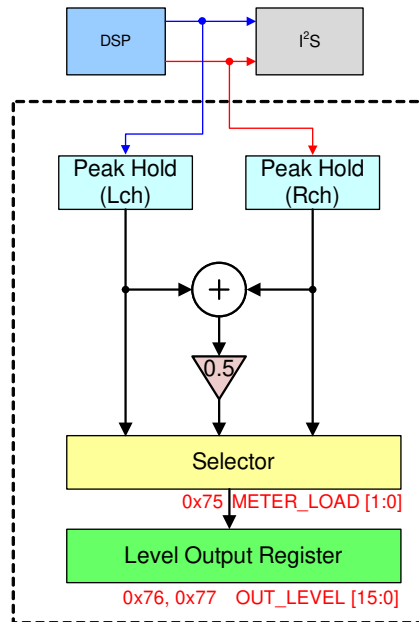 DSP
I²S
Peak Hold
(Lch)
Peak Hold
(Rch)
+
0.5
Selector
0x75 METER_LOAD [1:0]
Level Output Register
0x76, 0x77 OUT_LEVEL [15:0]